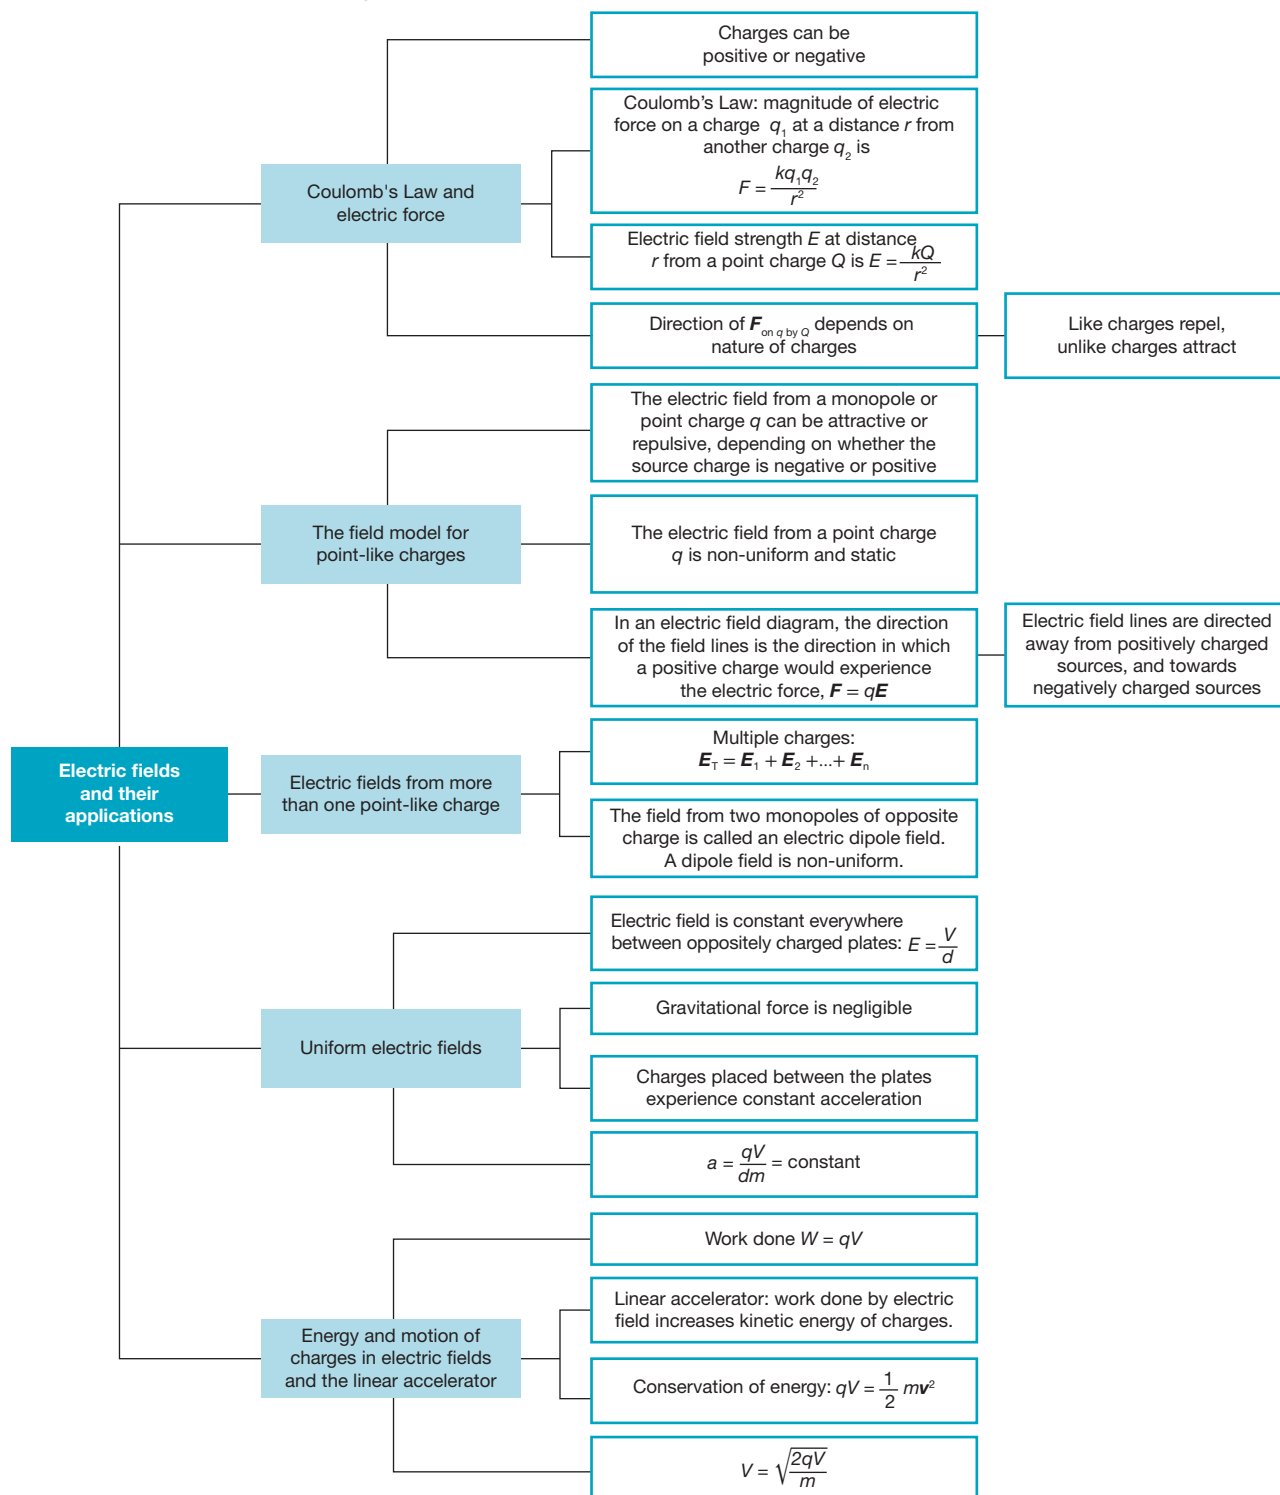 Electric fields
and their
applications
Coulomb's Law and
electric force
Charges can be
positive or negative
Coulomb’s Law: magnitude of electric
force on a charge q₁ at a distance r from
another charge q₂ is
F = kq₁q₂/r²
Electric field strength E at distance
r from a point charge Q is E = kQ/r²
Direction of F on q by Q depends on
nature of charges
Like charges repel,
unlike charges attract
The field model for
point-like charges
The electric field from a monopole or
point charge q can be attractive or
repulsive, depending on whether the
source charge is negative or positive
The electric field from a point charge
q is non-uniform and static
In an electric field diagram, the direction
of the field lines is the direction in which
a positive charge would experience
the electric force, F = qE
Electric field lines are directed
away from positively charged
sources, and towards
negatively charged sources
Electric fields from more
than one point-like charge
Multiple charges:
E_T = E₁ + E₂ +...+ E_n
The field from two monopoles of opposite
charge is called an electric dipole field.
A dipole field is non-uniform.
Uniform electric fields
Electric field is constant everywhere
between oppositely charged plates: E = V/d
Gravitational force is negligible
Charges placed between the plates
experience constant acceleration
a = qV/dm = constant
Energy and motion of
charges in electric fields
and the linear accelerator
Work done W = qV
Linear accelerator: work done by electric
field increases kinetic energy of charges.
Conservation of energy: qV = 1/2 mv²
V = √(2qV/m)